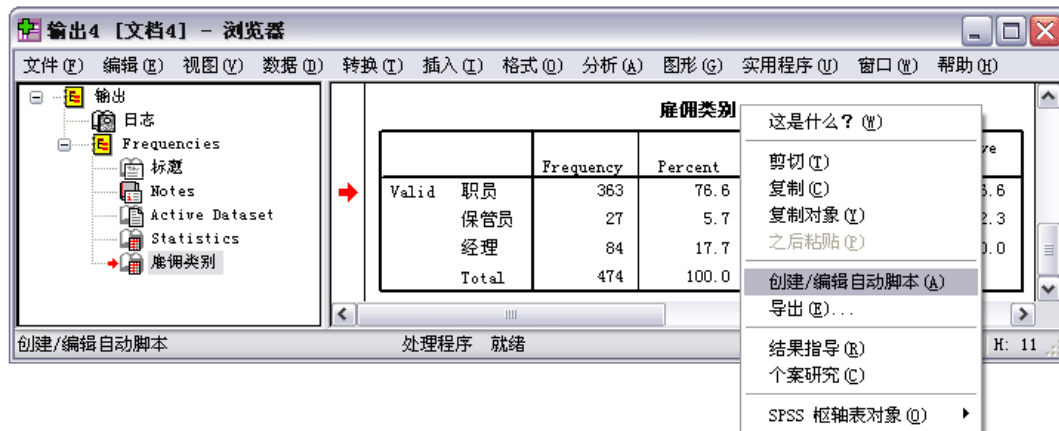 输出4 [文档4] - 浏览器
文件(F) 编辑(E) 视图(V) 数据(D) 转换(T) 插入(I) 格式(O) 分析(A) 图形(G) 实用程序(U) 窗口(W) 帮助(H)
输出
日志
Frequencies
标题
Notes
Active Dataset
Statistics
雇佣类别
雇佣类别
Frequency Percent
Valid 职员 363 76.6
保管员 27 5.7
经理 84 17.7
Total 474 100.0
这是什么？(W)
剪切(T)
复制(C)
复制对象(Y)
之后粘贴(P)
创建/编辑自动脚本(A)
导出(E)...
结果指导(R)
个案研究(C)
SPSS 枢轴表对象(O)
创建/编辑自动脚本 处理程序 就绪 H: 11